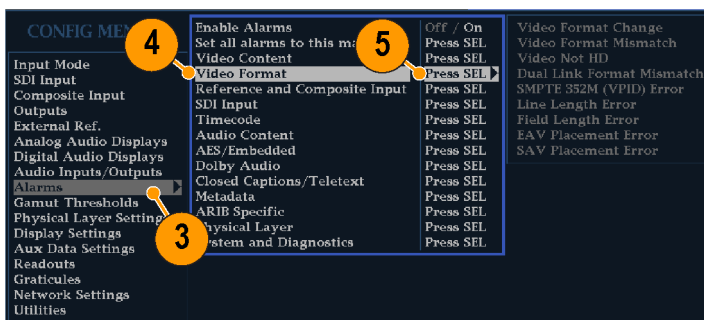 CONFIG MEN
Input Mode
SDI Input
Composite Input
Outputs
External Ref.
Analog Audio Displays
Digital Audio Displays
Audio Inputs/Outputs
Alarms
Gamut Thresholds
Physical Layer Setting
Display Settings
Aux Data Settings
Readouts
Graticules
Network Settings
Utilities
3
4
Enable Alarms Off / On
Set all alarms to this ma Press SEL
Video Content Press SEL
Video Format Press SEL
Reference and Composite Input Press SEL
SDI Input Press SEL
Timecode Press SEL
Audio Content Press SEL
AES/Embedded Press SEL
Dolby Audio Press SEL
Closed Captions/Teletext Press SEL
Metadata Press SEL
ARIB Specific Press SEL
hysical Layer Press SEL
stem and Diagnostics Press SEL
5
Video Format Change
Video Format Mismatch
Video Not HD
Dual Link Format Mismatch
SMPTE 352M (VPID) Error
Line Length Error
Field Length Error
EAV Placement Error
SAV Placement Error